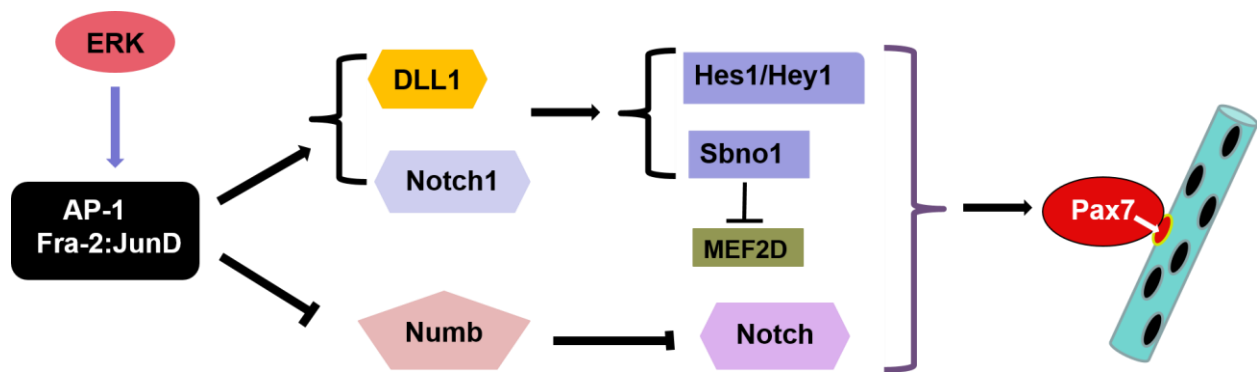 ERK
AP-1
Fra-2:JunD
DLL1
Notch1
Numb
Hes1/Hey1
Sbno1
MEF2D
Notch
Pax7